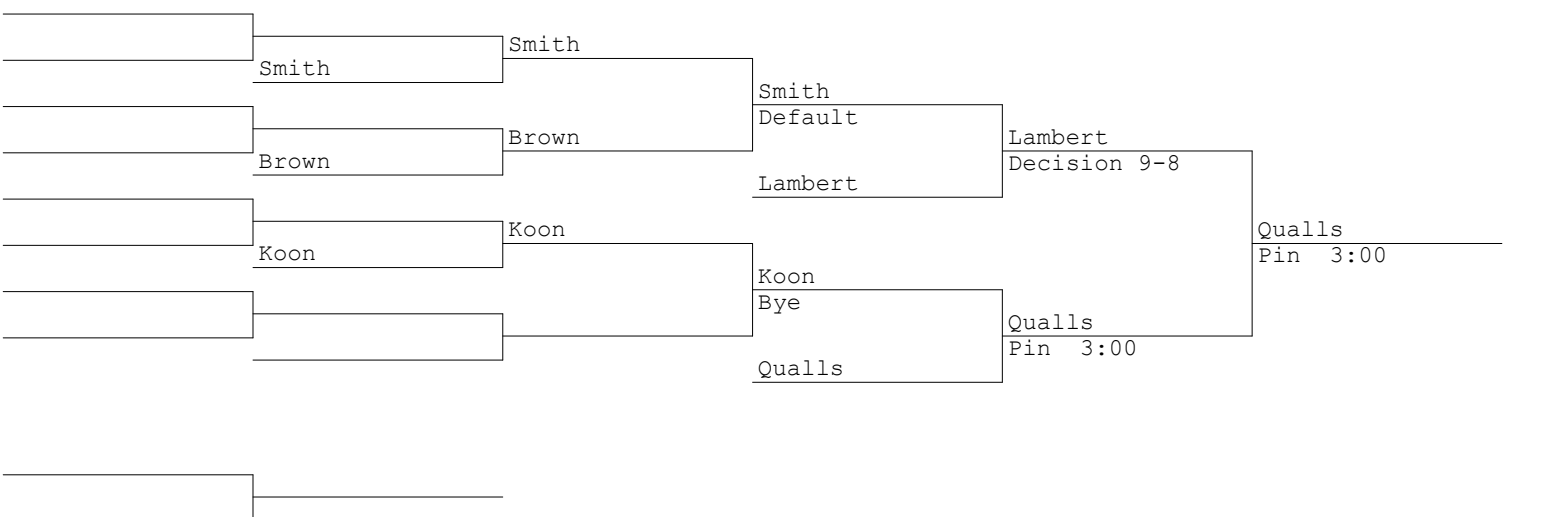 Smith
Smith
Smith
Default
Brown
Brown
Lambert
Decision 9-8
Lambert
Koon
Koon
Qualls
Pin 3:00
Koon
Bye
Qualls
Pin 3:00
Qualls